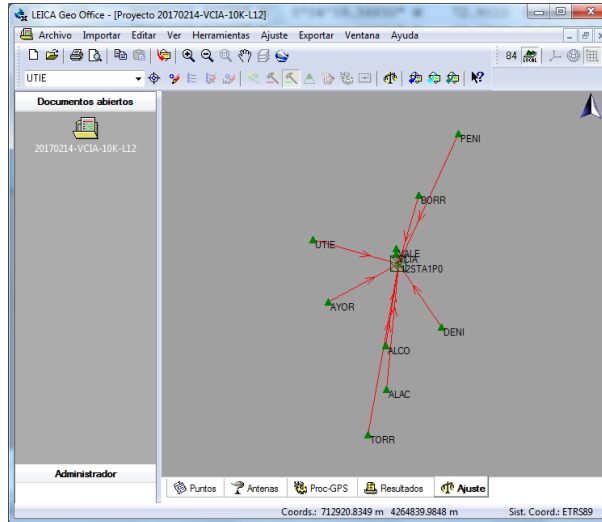 LEICA Geo Office - [Proyecto 20170214-VCIA-10K-L12]
Archivo Importar Editar Ver Herramientas Ajuste Exportar Ventana Ayuda
84 LOCAL
UTIE
Documentos abiertos
20170214-VCIA-10K-L12
PENI
BORR
UTIE
VALE
VCIA
12STA1P0
AYOR
DENI
ALCO
ALAC
TORR
Administrador
Puntos Antenas Proc-GPS Resultados Ajuste
Coords.: 712920.8349 m 4264839.9848 m Sist. Coord.: ETRS89